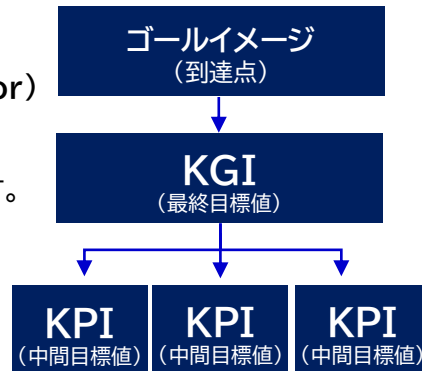 ゴールイメージ
（到達点）
or）
KGI
（最終目標値）
。
KPI KPI KPI
（中間目標値） （中間目標値） （中間目標値）